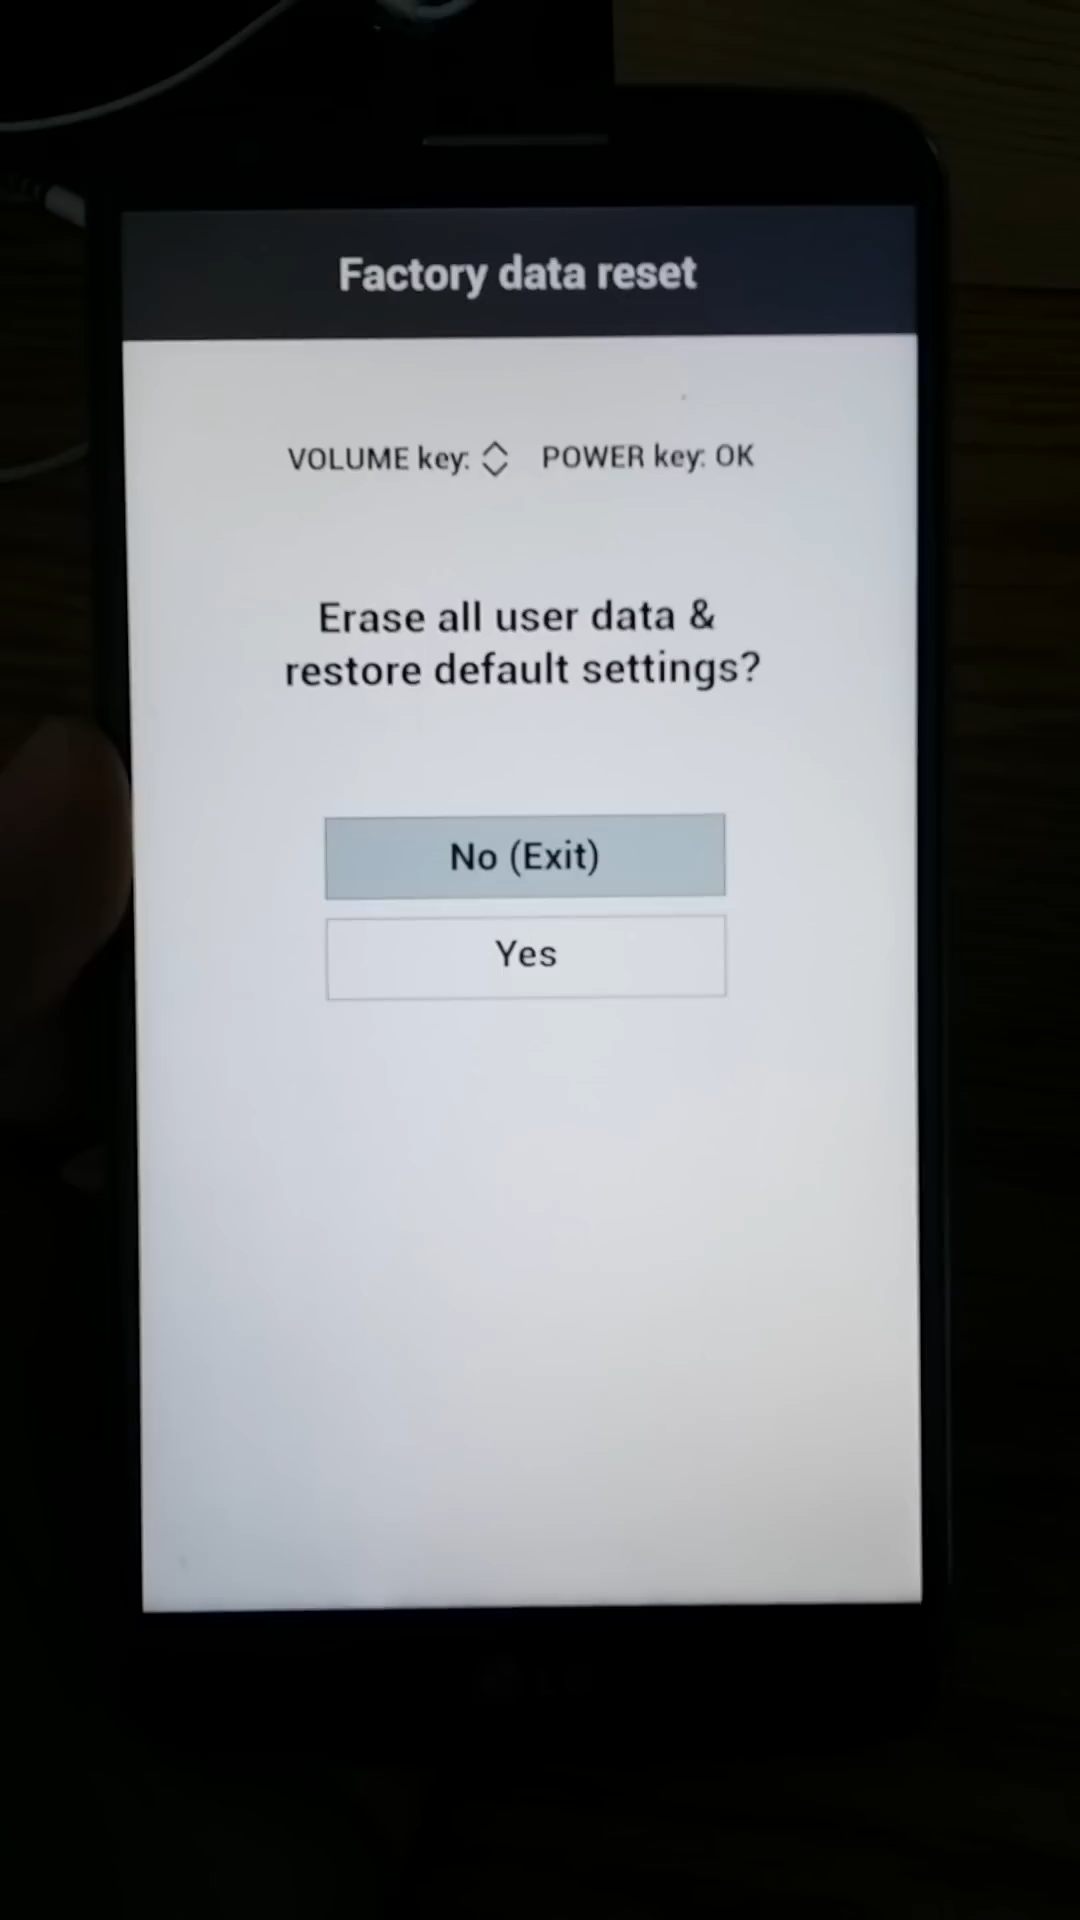 Factory data reset
VOLUME key: POWER key: OK
Erase all user data &
restore default settings?
No (Exit)
Yes